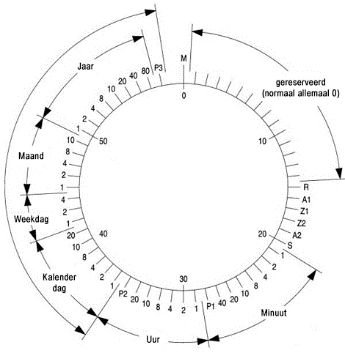 M
0
gereserveerd
(normaal allemaal 0)
10
R
A1
Z1
Z2
A2
S
20
1
2
4
8
10
20
40
Minuut
P1
1
2
4
8
10
20
30
Uur
P2
1
2
4
8
10
20
40
Kalender
dag
1
2
4
Weekdag
1
2
4
8
10
Maand
50
1
2
4
8
10
20
40
80
Jaar
P3